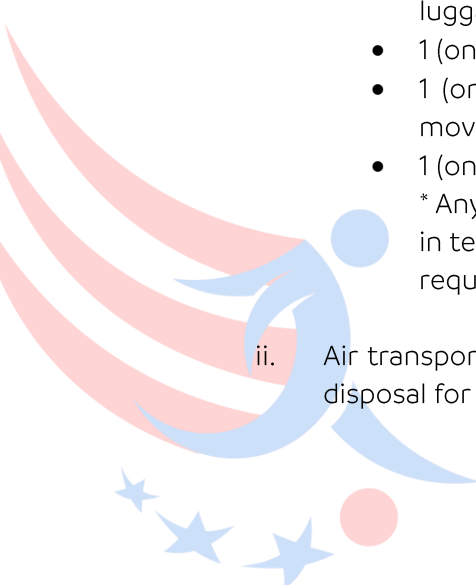 lugg
• 1 (on
• 1 (or
mov
• 1 (on
* Any
in te
requ
ii. Air transpor
disposal for